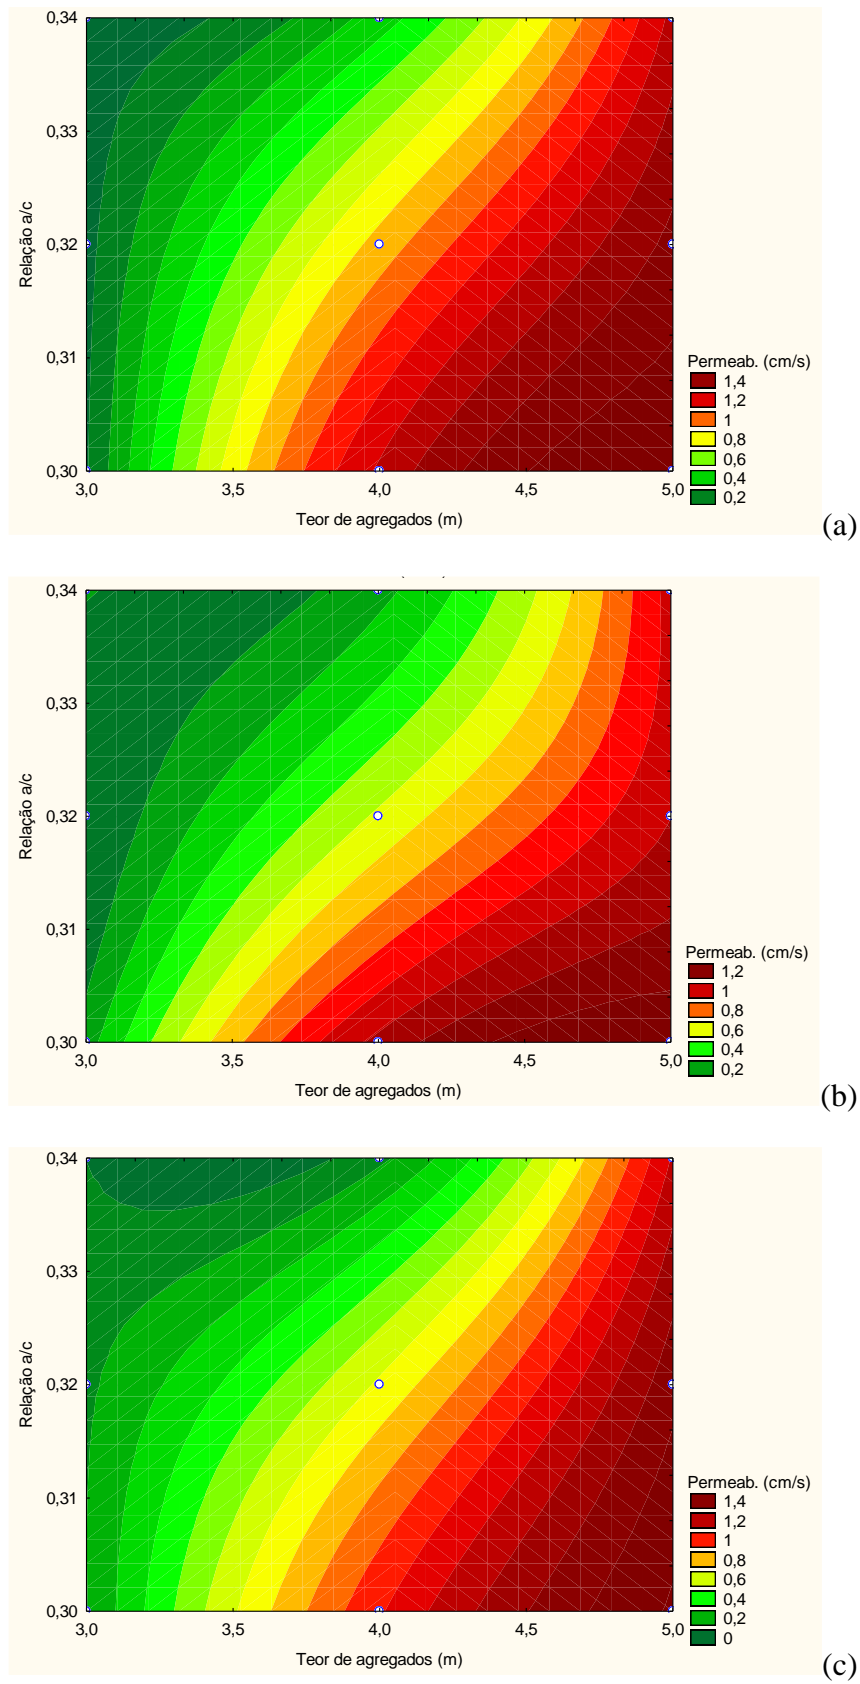 0,34
0,33
0,32
0,31
0,30
Relação a/c
3,0 3,5 4,0 4,5 5,0
Teor de agregados (m)
Permeab. (cm/s)
1,4
1,2
1
0,8
0,6
0,4
0,2
(a)
0,34
0,33
0,32
0,31
0,30
Relação a/c
3,0 3,5 4,0 4,5 5,0
Teor de agregados (m)
Permeab. (cm/s)
1,2
1
0,8
0,6
0,4
0,2
(b)
0,34
0,33
0,32
0,31
0,30
Relação a/c
3,0 3,5 4,0 4,5 5,0
Teor de agregados (m)
Permeab. (cm/s)
1,4
1,2
1
0,8
0,6
0,4
0,2
0
(c)